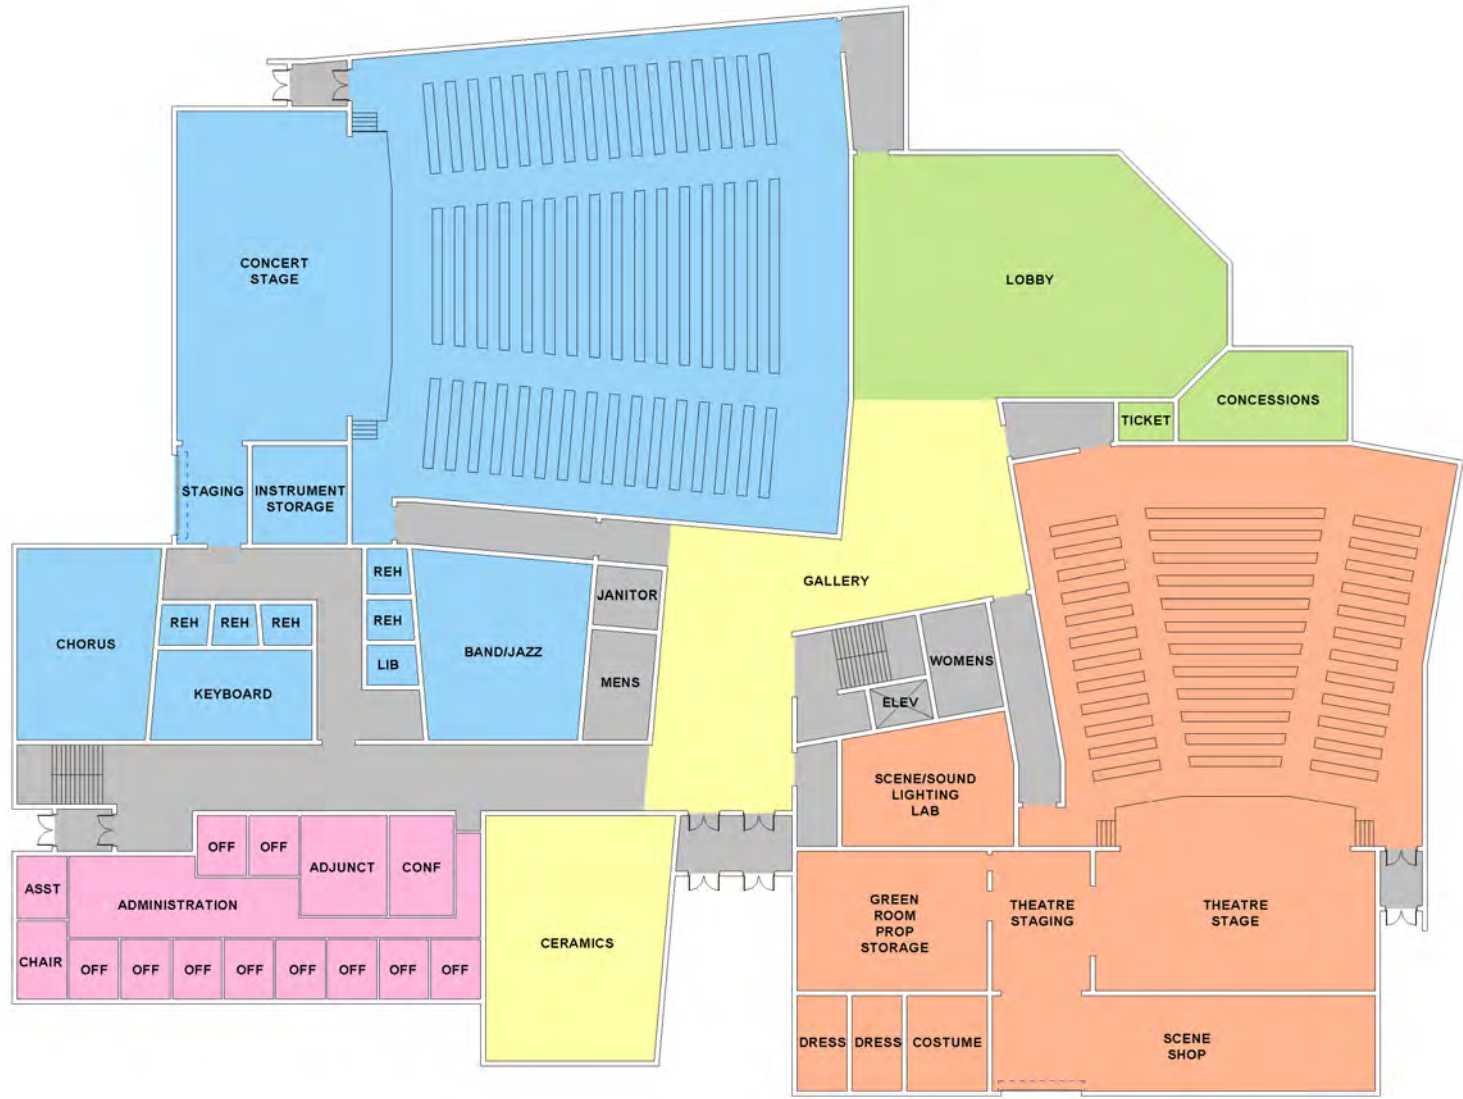 CONCERT
STAGE
LOBBY
CONCESSIONS
TICKET
STAGING
INSTRUMENT
STORAGE
REH
REH
LIB
JANITOR
GALLERY
CHORUS
REH
REH
REH
KEYBOARD
BAND/JAZZ
MENS
WOMENS
ELEV
SCENE/SOUND
LIGHTING
LAB
OFF
OFF
ADJUNCT
CONF
ASST
ADMINISTRATION
CHAIR
OFF
OFF
OFF
OFF
OFF
OFF
OFF
OFF
CERAMICS
GREEN
ROOM
PROP
STORAGE
THEATRE
STAGING
THEATRE
STAGE
DRESS
DRESS
COSTUME
SCENE
SHOP